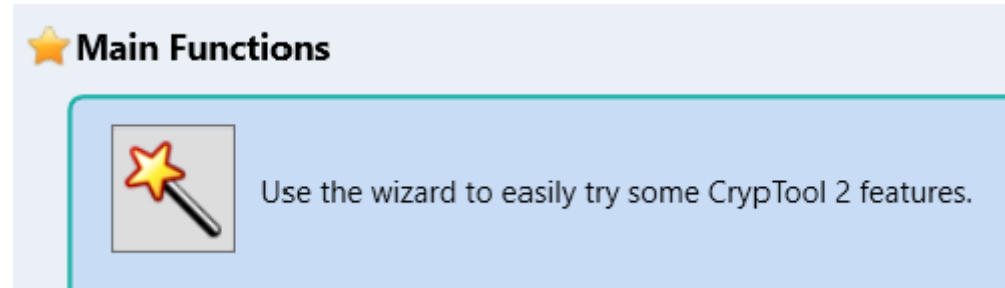 Main Functions
Use the wizard to easily try some CrypTool 2 features.